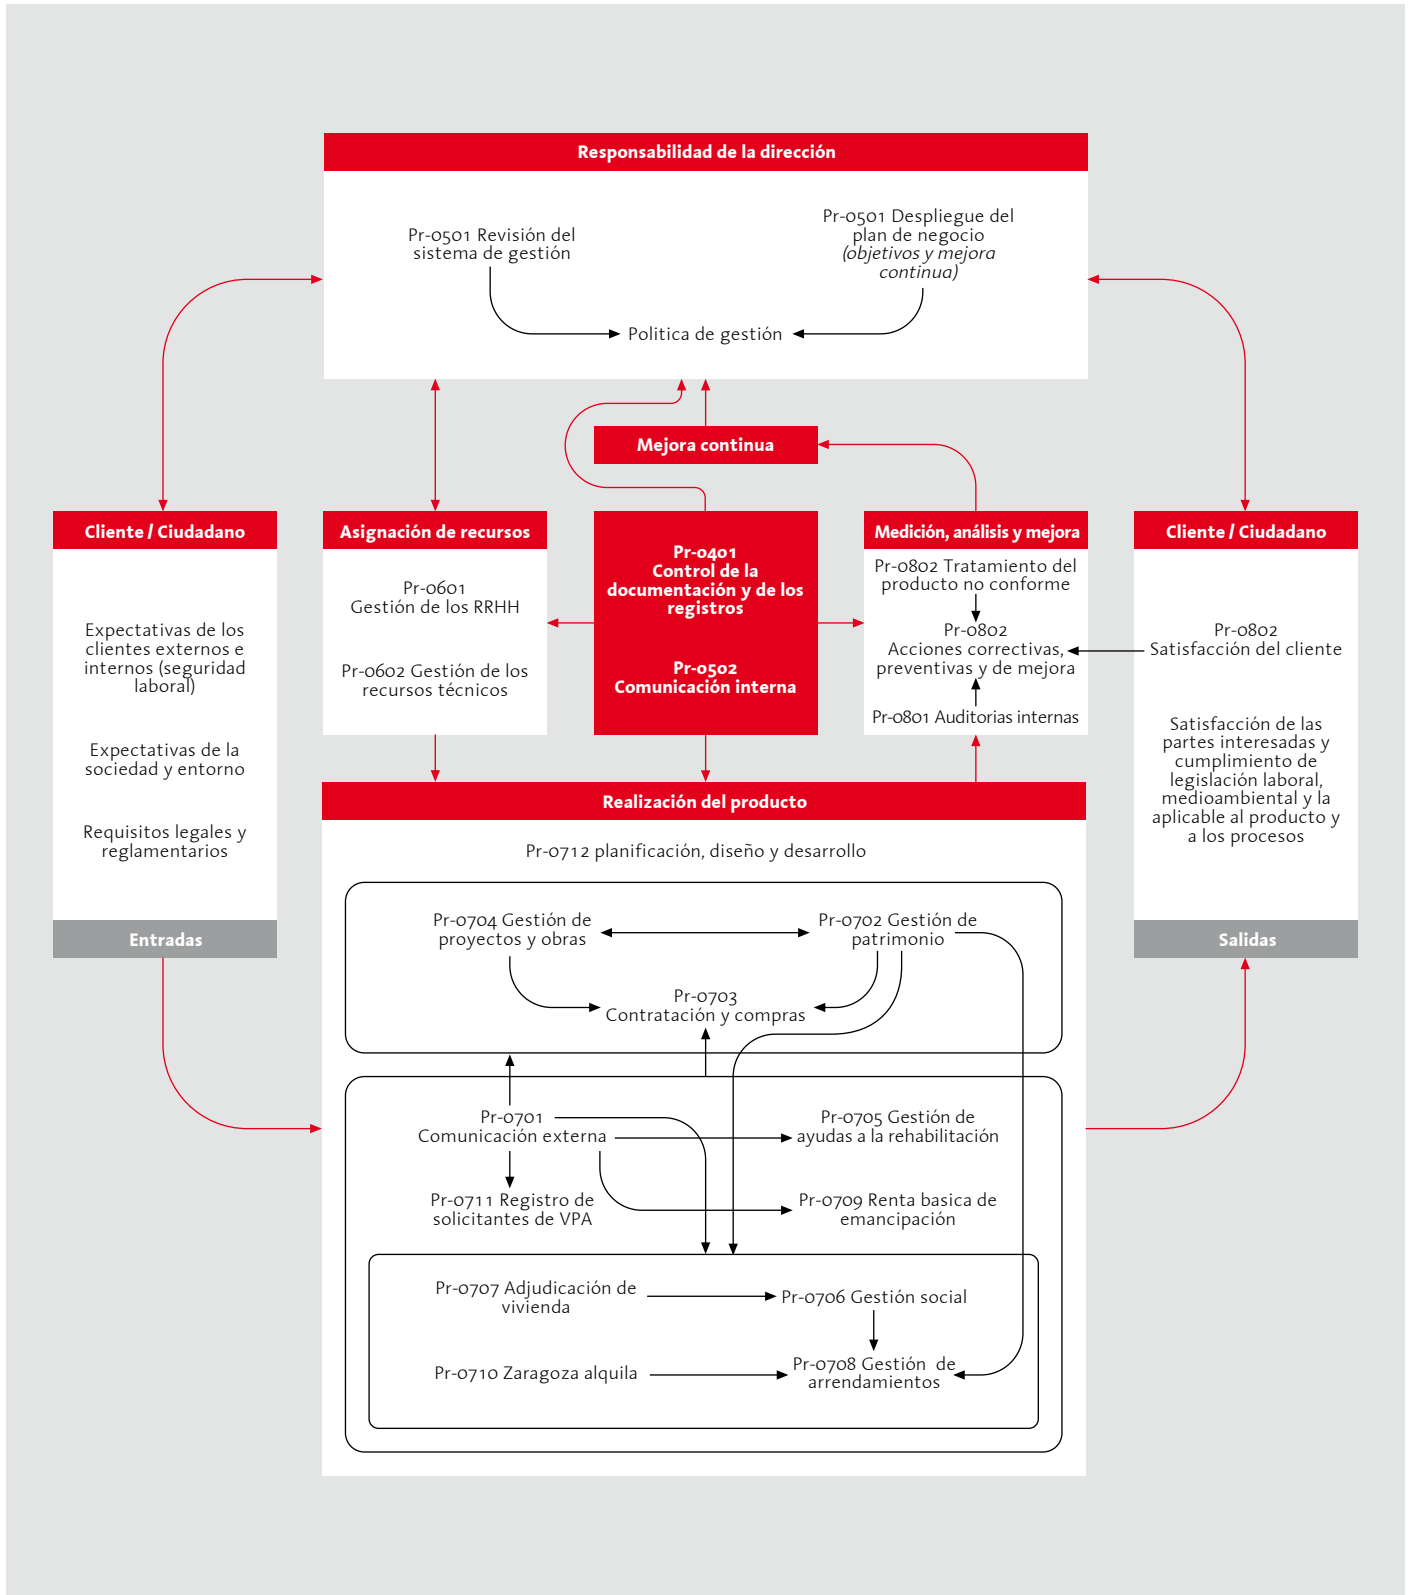 Responsabilidad de la dirección
Pr-0501 Revisión del
sistema de gestión
Pr-0501 Despliegue del
plan de negocio
(objetivos y mejora
continua)
Politica de gestión
Mejora continua
Cliente / Ciudadano
Expectativas de los
clientes externos e
internos (seguridad
laboral)
Expectativas de la
sociedad y entorno
Requisitos legales y
reglamentarios
Entradas
Asignación de recursos
Pr-0601
Gestión de los RRHH
Pr-0602 Gestión de los
recursos técnicos
Pr-0401
Control de la
documentación y de los
registros
Pr-0502
Comunicación interna
Medición, análisis y mejora
Pr-0802 Tratamiento del
producto no conforme
Pr-0802
Acciones correctivas,
preventivas y de mejora
Pr-0801 Auditorias internas
Cliente / Ciudadano
Pr-0802
Satisfacción del cliente
Satisfacción de las
partes interesadas y
cumplimiento de
legislación laboral,
medioambiental y la
aplicable al producto y
a los procesos
Salidas
Realización del producto
Pr-0712 planificación, diseño y desarrollo
Pr-0704 Gestión de
proyectos y obras
Pr-0702 Gestión de
patrimonio
Pr-0703
Contratación y compras
Pr-0701
Comunicación externa
Pr-0705 Gestión de
ayudas a la rehabilitación
Pr-0711 Registro de
solicitantes de VPA
Pr-0709 Renta basica de
emancipación
Pr-0707 Adjudicación de
vivienda
Pr-0706 Gestión social
Pr-0710 Zaragoza alquila
Pr-0708 Gestión de
arrendamientos